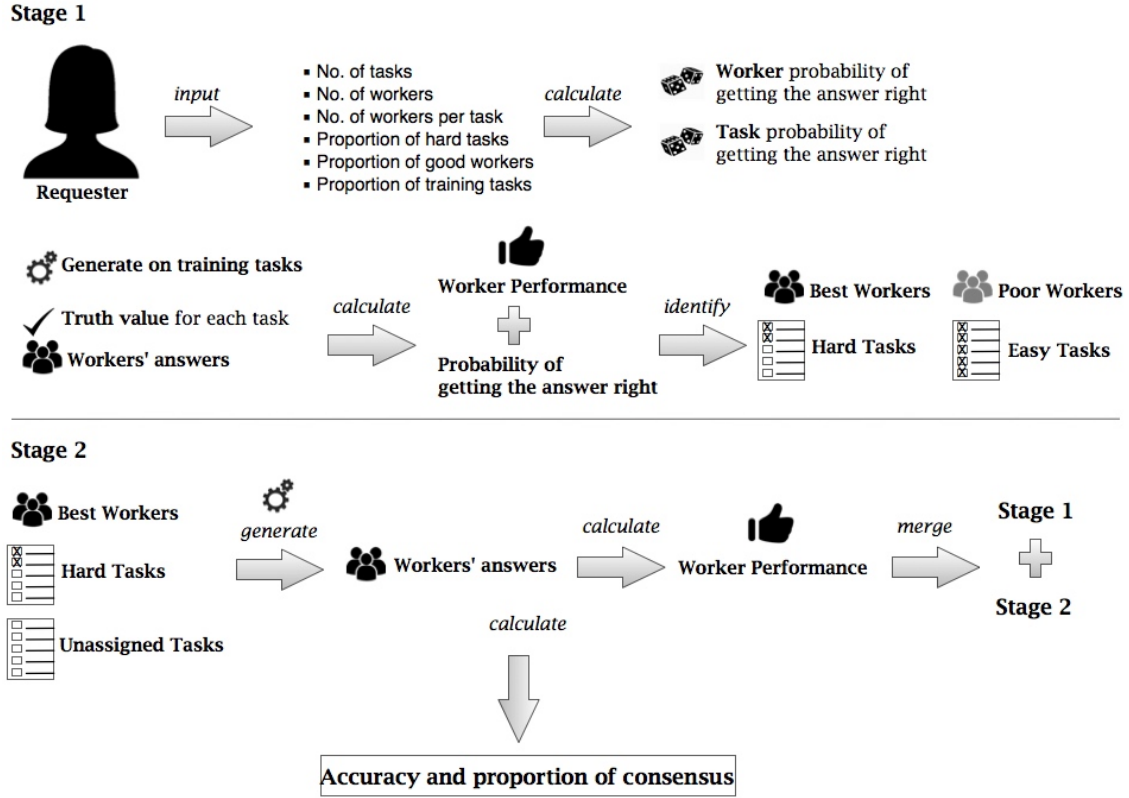 Stage 1
Requester
input
▪ No. of tasks
▪ No. of workers
▪ No. of workers per task
▪ Proportion of hard tasks
▪ Proportion of good workers
▪ Proportion of training tasks
calculate
Worker probability of
getting the answer right
Task probability of
getting the answer right
Generate on training tasks
Truth value for each task
Workers' answers
calculate
Worker Performance
Probability of
getting the answer right
identify
Best Workers
Poor Workers
Hard Tasks
Easy Tasks
Stage 2
Best Workers
Hard Tasks
Unassigned Tasks
generate
Workers' answers
calculate
Worker Performance
merge
Stage 1
Stage 2
calculate
Accuracy and proportion of consensus